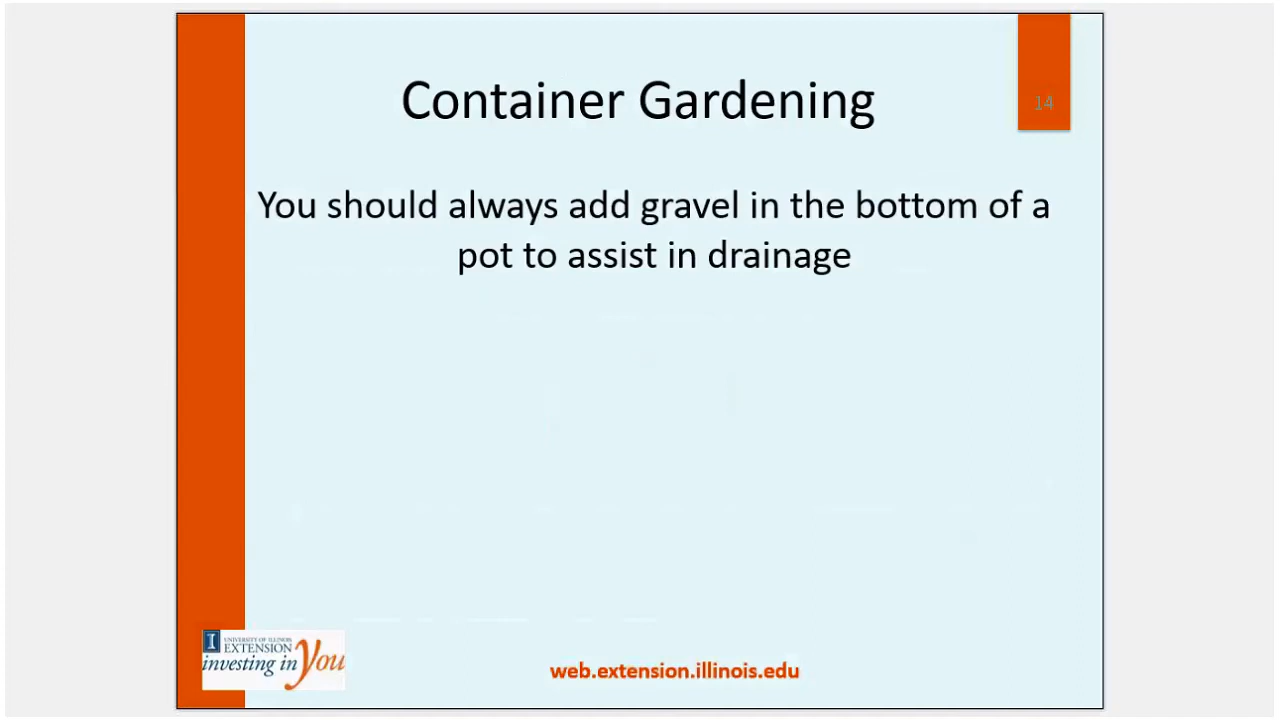 Container Gardening
14
You should always add gravel in the bottom of a
pot to assist in drainage
I
UNIVERSITY OF ILLINOIS
EXTENSION
investing in you
web.extension.illinois.edu